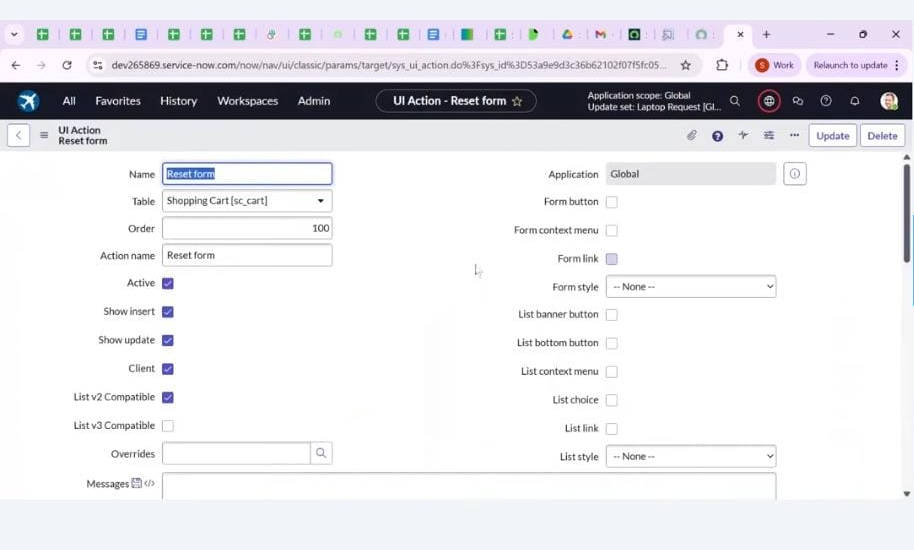 dev265869.service-now.com/now/nav/ui/classic/params/target/sys_ui_action.do%3Fsys_id%3D53a9e9d3c36b62102f07f5fc05...
S Work
Relaunch to update
All Favorites History Workspaces Admin
UI Action - Reset form
Application scope: Global
Update set: Laptop Request [Gl...
UI Action
Reset form
Update
Delete
Name Reset form
Application Global
Table Shopping Cart [sc_cart]
Form button
Order 100
Form context menu
Action name Reset form
Form link
Active
Form style -- None --
Show insert
List banner button
Show update
List bottom button
Client
List context menu
List v2 Compatible
List choice
List v3 Compatible
List link
Overrides
List style -- None --
Messages